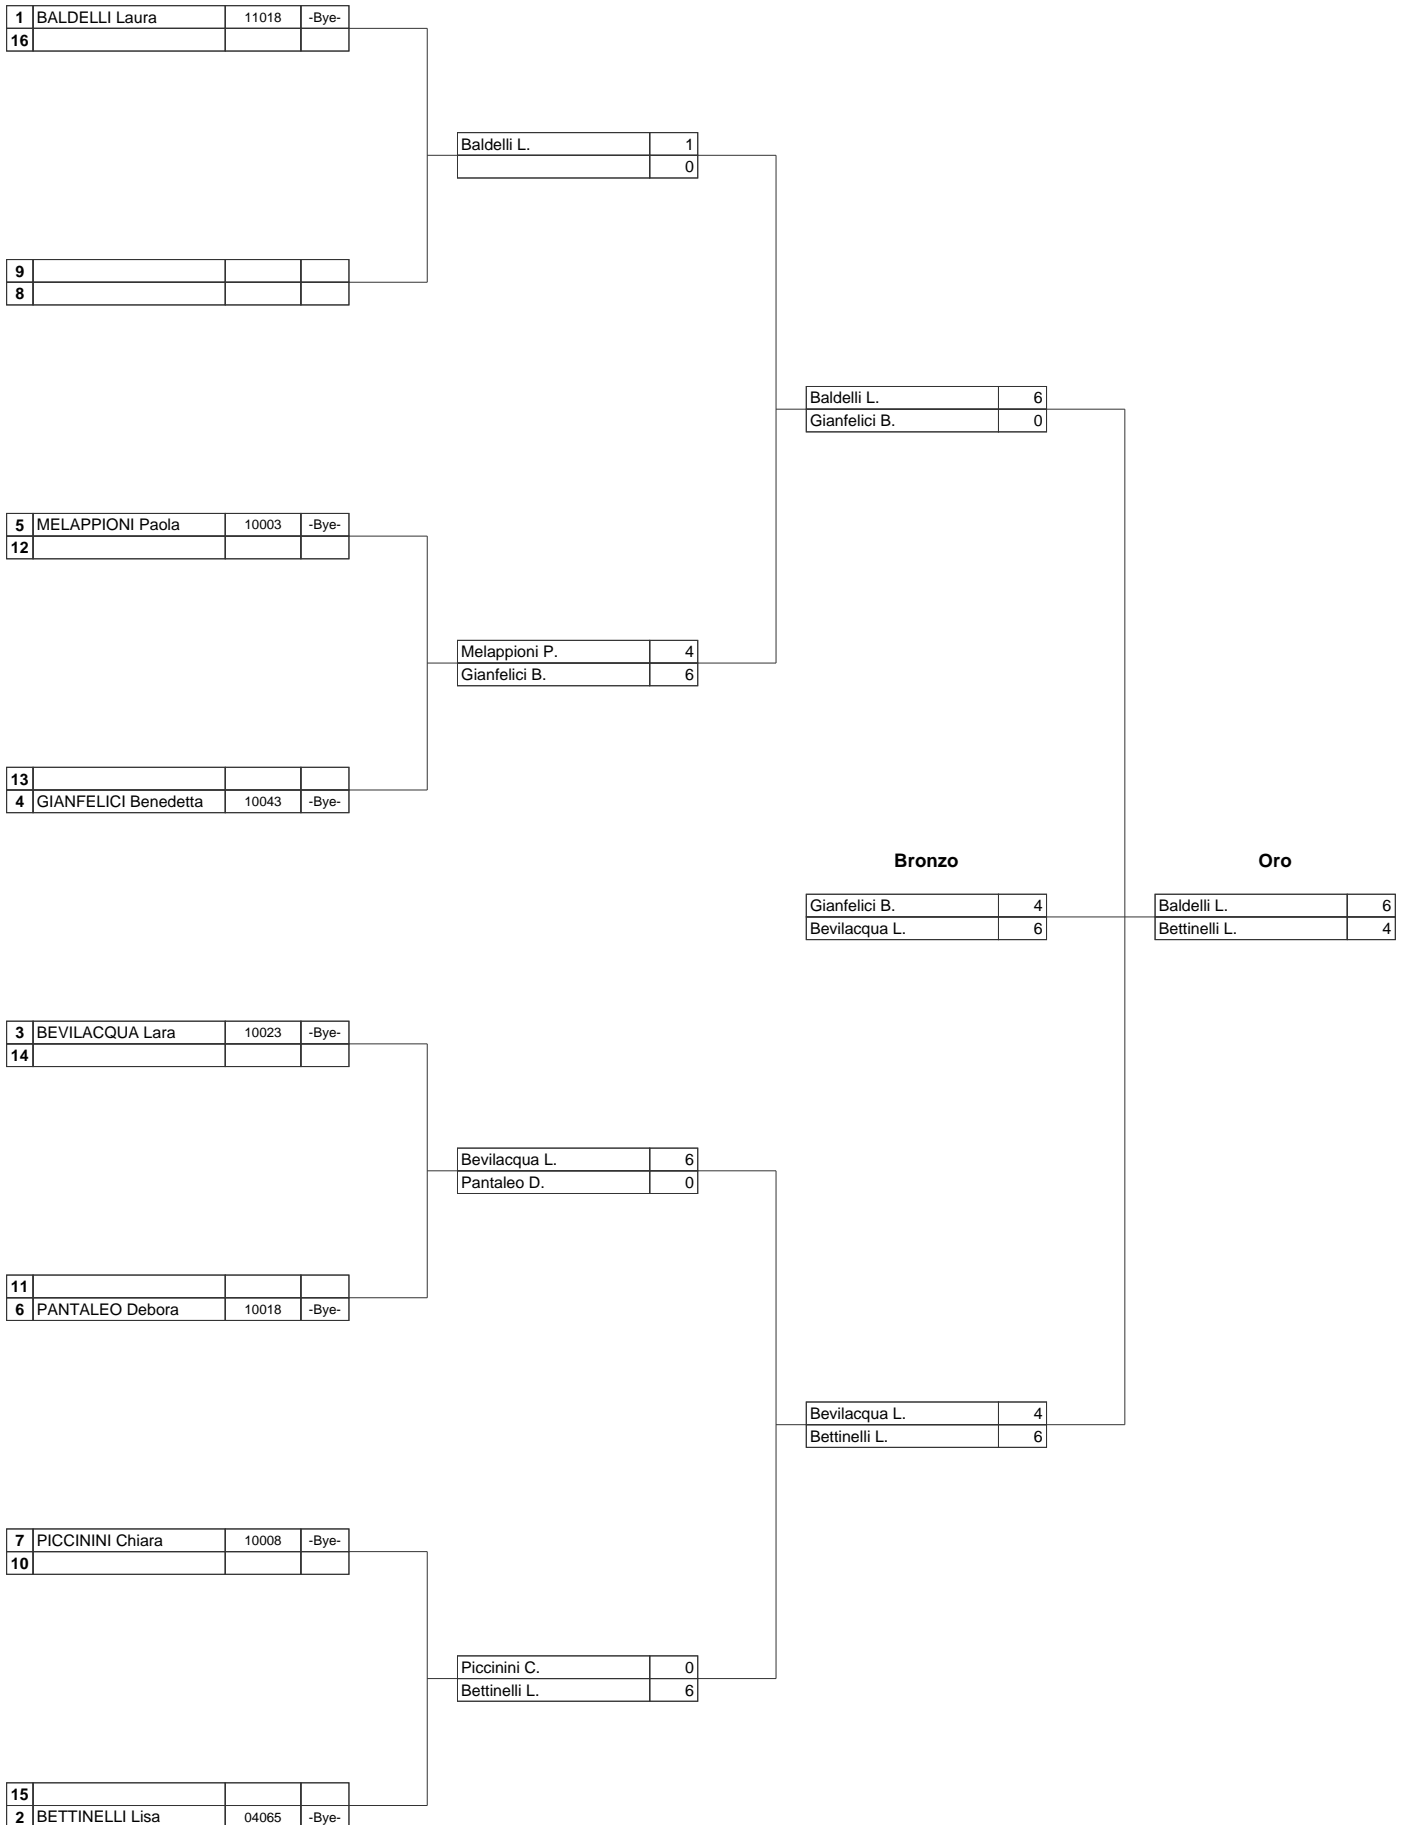 1 BALDELLI Laura 11018 -Bye-
16
Baldelli L. 1
0
9
8
Baldelli L. 6
Gianfelici B. 0
5 MELAPPIONI Paola 10003 -Bye-
12
Melappioni P. 4
Gianfelici B. 6
13
4 GIANFELICI Benedetta 10043 -Bye-
Bronzo Oro
Gianfelici B. 4 Baldelli L. 6
Bevilacqua L. 6 Bettinelli L. 4
3 BEVILACQUA Lara 10023 -Bye-
14
Bevilacqua L. 6
Pantaleo D. 0
11
6 PANTALEO Debora 10018 -Bye-
Bevilacqua L. 4
Bettinelli L. 6
7 PICCININI Chiara 10008 -Bye-
10
Piccinini C. 0
Bettinelli L. 6
15
2 BETTINELLI Lisa 04065 -Bye-